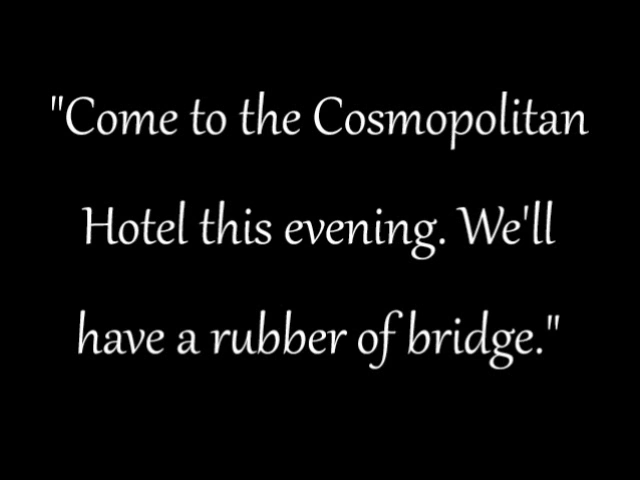 "Come to the Cosmopolitan
Hotel this evening. We'll
have a rubber of bridge."